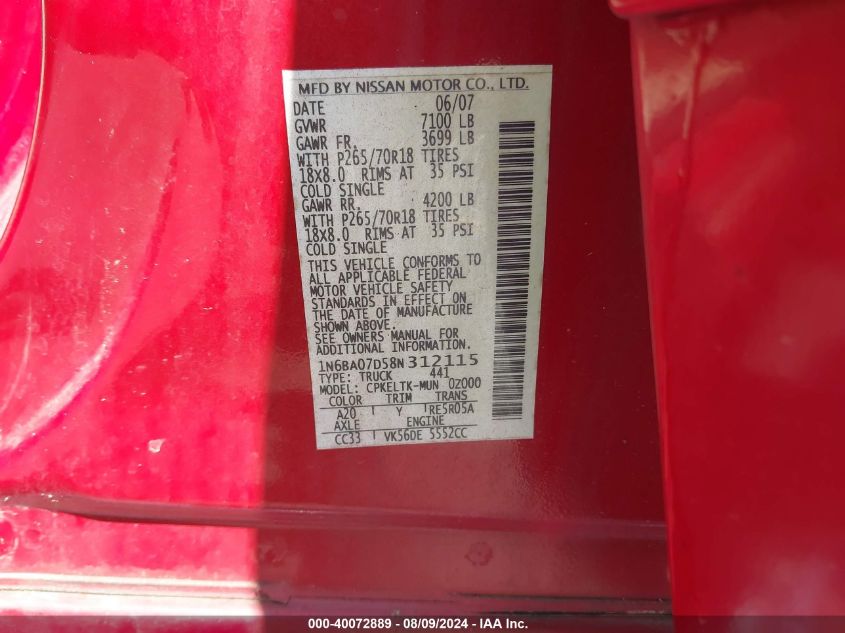 MFD BY NISSAN MOTOR CO., LTD.
DATE 06/07
GVWR 7100 LB
GAWR FR. 3699 LB
WITH P265/70R18 TIRES
18X8.0 RIMS AT 35 PSI
COLD SINGLE
GAWR RR. 4200 LB
WITH P265/70R18 TIRES
18X8.0 RIMS AT 35 PSI
COLD SINGLE
THIS VEHICLE CONFORMS TO
ALL APPLICABLE FEDERAL
MOTOR VEHICLE SAFETY
STANDARDS IN EFFECT ON
THE DATE OF MANUFACTURE
SHOWN ABOVE.
SEE OWNERS MANUAL FOR
ADDITIONAL INFORMATION.
1N6BA07D58N312115
TYPE: TRUCK 441
MODEL: CPKELTK-MUN 0Z000
COLOR TRIM TRANS
A20 Y RE5R05A
AXLE ENGINE
CC33 VK56DE 5552CC
000-40072889 - 08/09/2024 - IAA Inc.